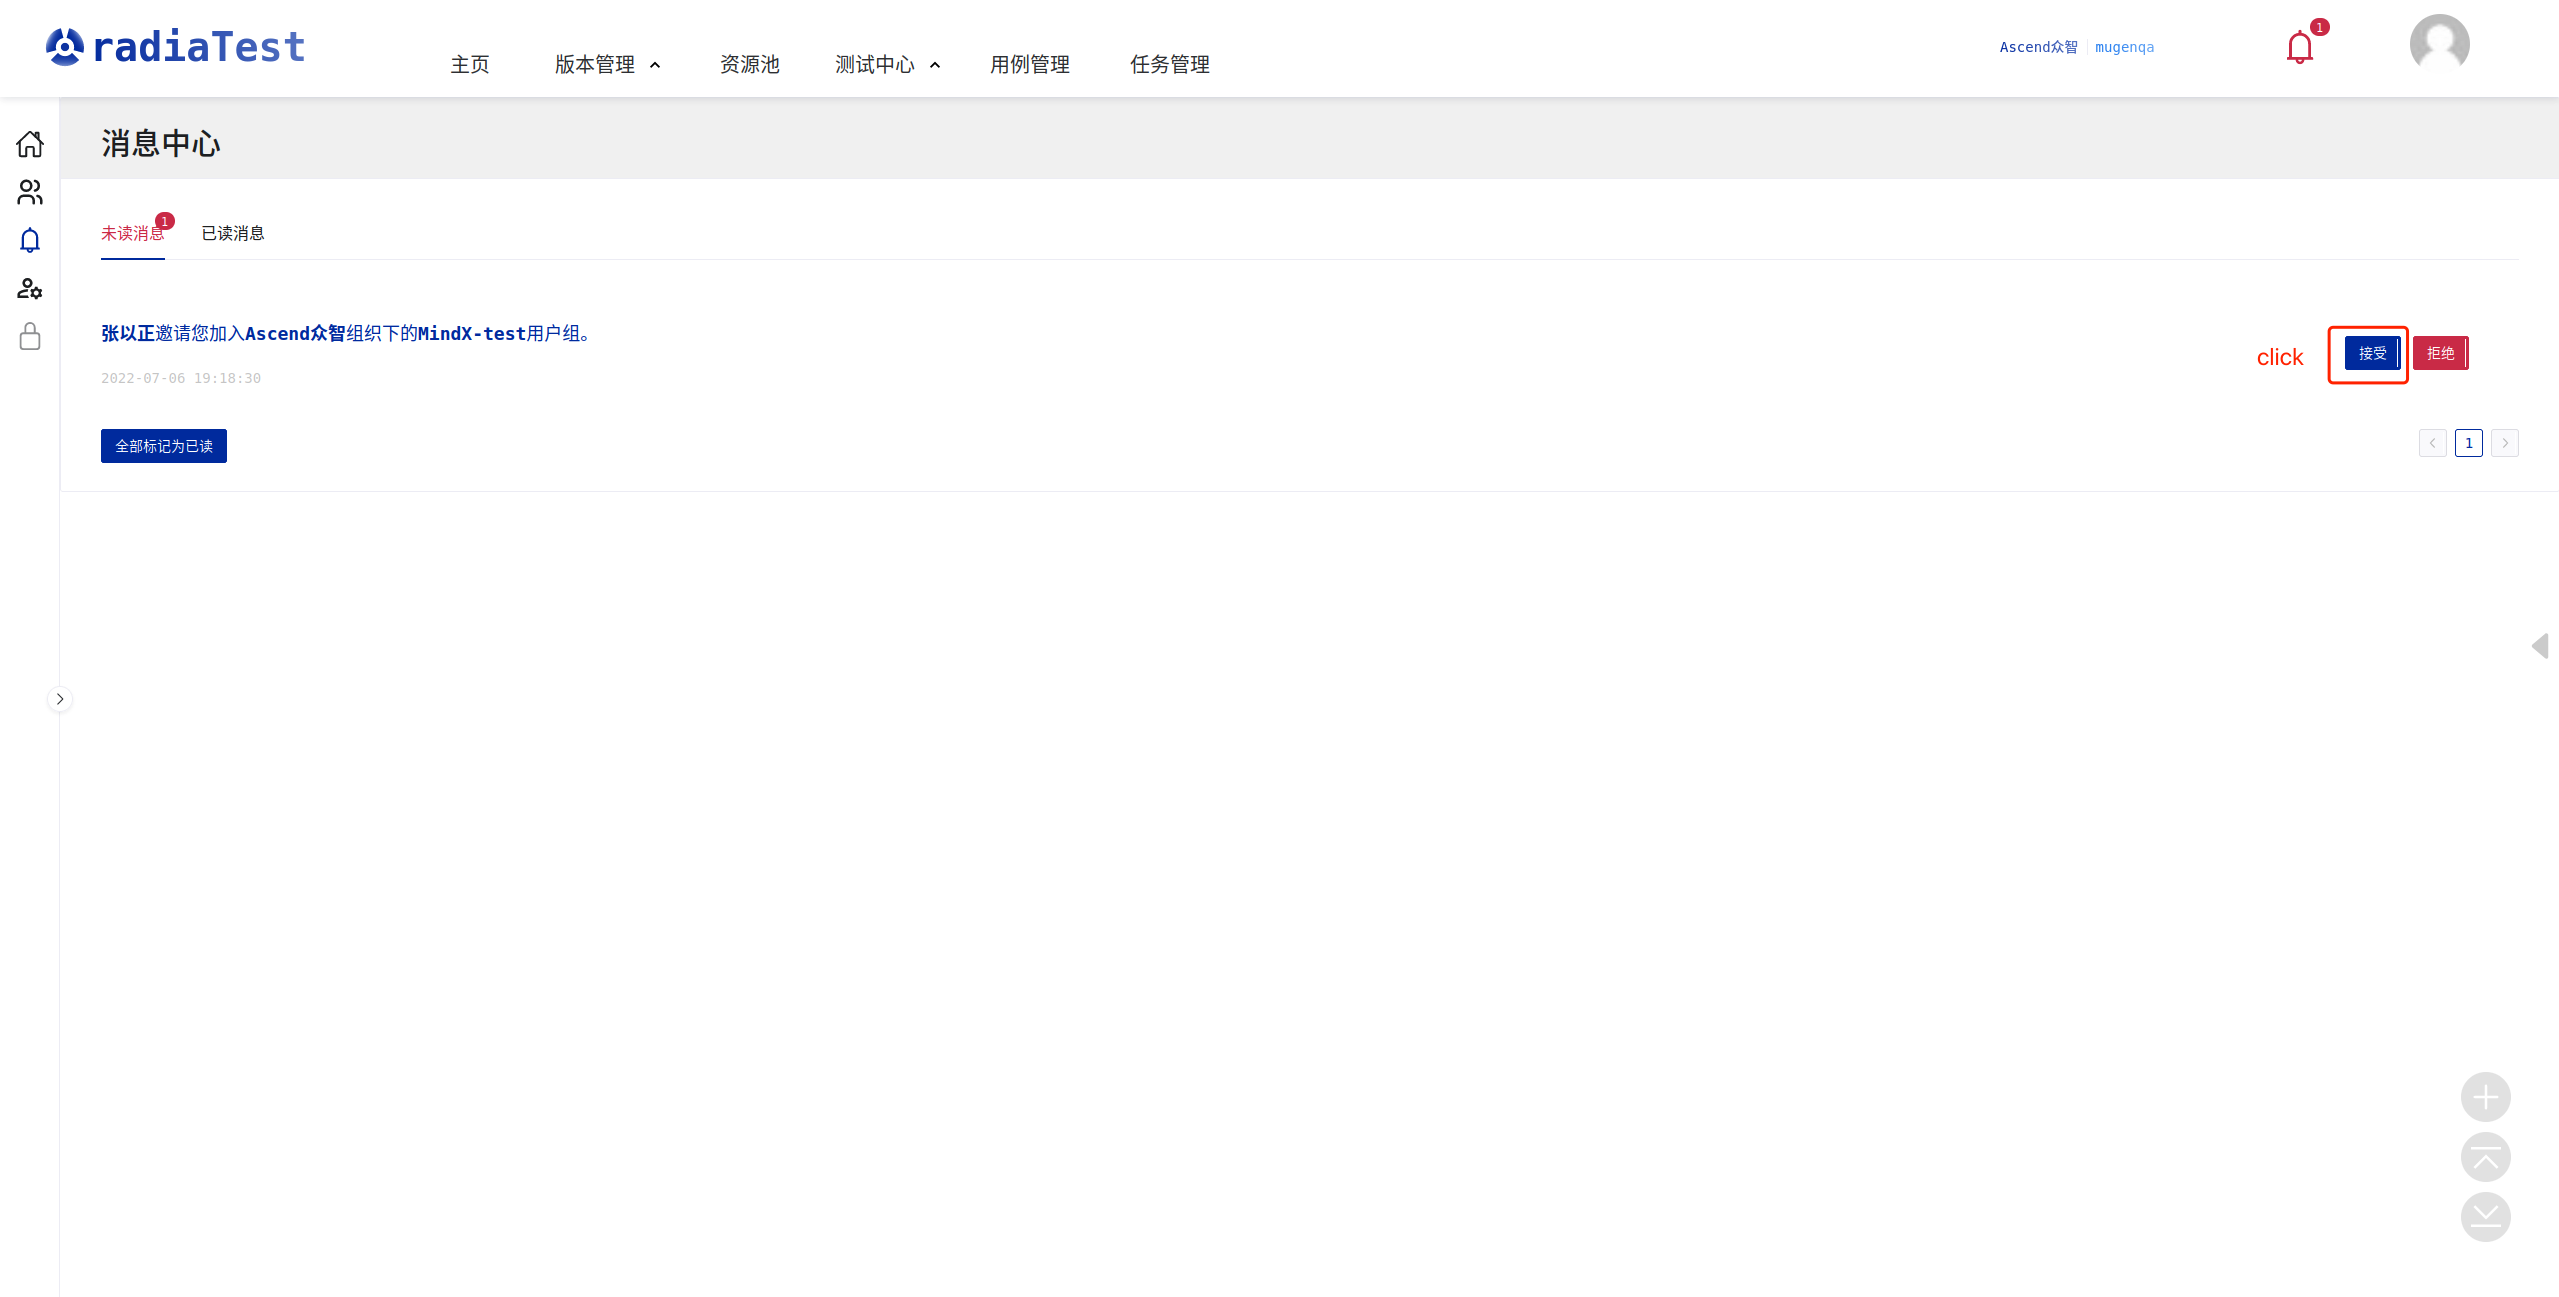 radiaTest
主页 版本管理 资源池 测试中心 用例管理 任务管理
Ascend众智 mugenqa
1
消息中心
未读消息 1 已读消息
张以正邀请您加入Ascend众智组织下的MindX-test用户组。
2022-07-06 19:18:30
click 接受 拒绝
全部标记为已读
1